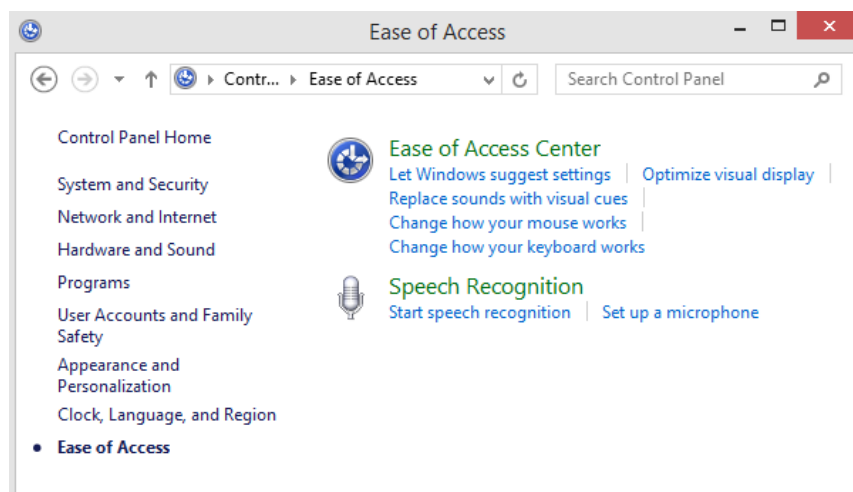 Ease of Access
Contr... Ease of Access
Search Control Panel
Control Panel Home
System and Security
Network and Internet
Hardware and Sound
Programs
User Accounts and Family
Safety
Appearance and
Personalization
Clock, Language, and Region
Ease of Access
Ease of Access Center
Let Windows suggest settings Optimize visual display
Replace sounds with visual cues
Change how your mouse works
Change how your keyboard works
Speech Recognition
Start speech recognition Set up a microphone